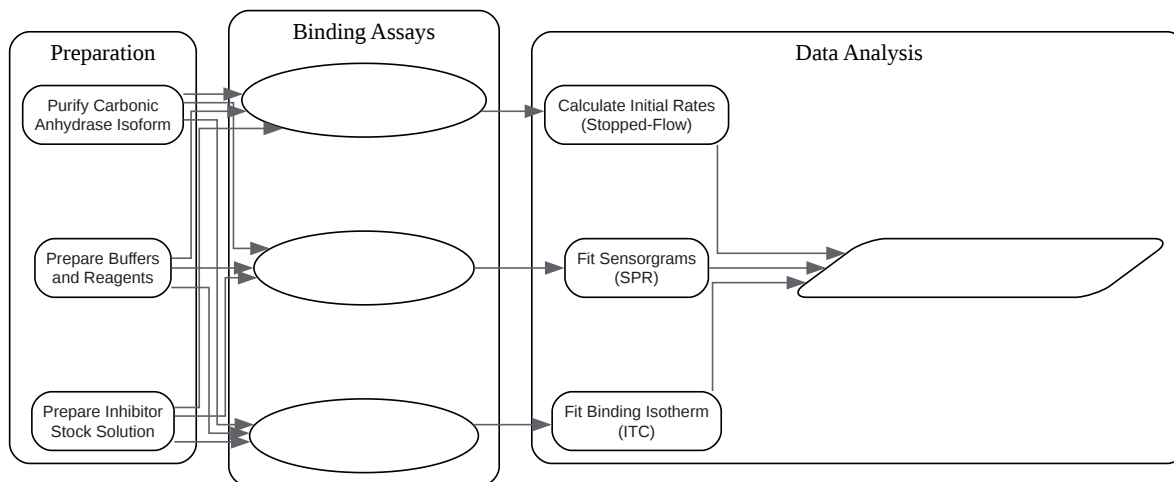 Preparation
Purify Carbonic
Anhydrase Isoform
Prepare Buffers
and Reagents
Prepare Inhibitor
Stock Solution
Binding Assays
Data Analysis
Calculate Initial Rates
(Stopped-Flow)
Fit Sensorgrams
(SPR)
Fit Binding Isotherm
(ITC)